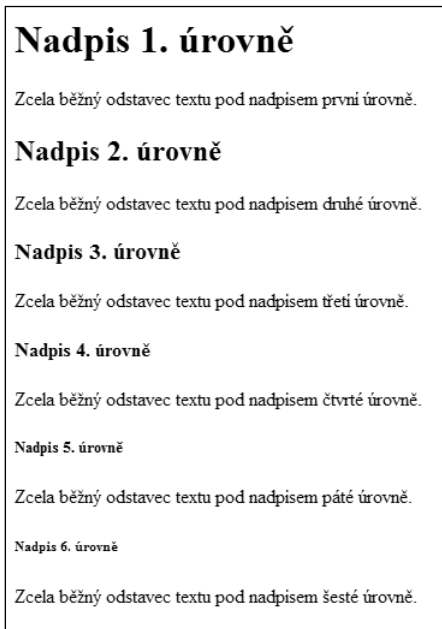 Nadpis 1. úrovně
Zcela běžný odstavec textu pod nadpisem první úrovně.
Nadpis 2. úrovně
Zcela běžný odstavec textu pod nadpisem druhé úrovně.
Nadpis 3. úrovně
Zcela běžný odstavec textu pod nadpisem třetí úrovně.
Nadpis 4. úrovně
Zcela běžný odstavec textu pod nadpisem čtvrté úrovně.
Nadpis 5. úrovně
Zcela běžný odstavec textu pod nadpisem páté úrovně.
Nadpis 6. úrovně
Zcela běžný odstavec textu pod nadpisem šesté úrovně.